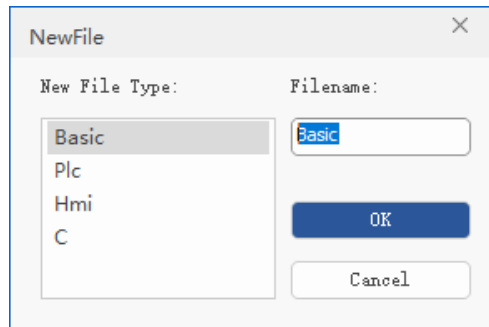 NewFile
New File Type:
Filename:
Basic
Plc
Hmi
C
Basic
OK
Cancel